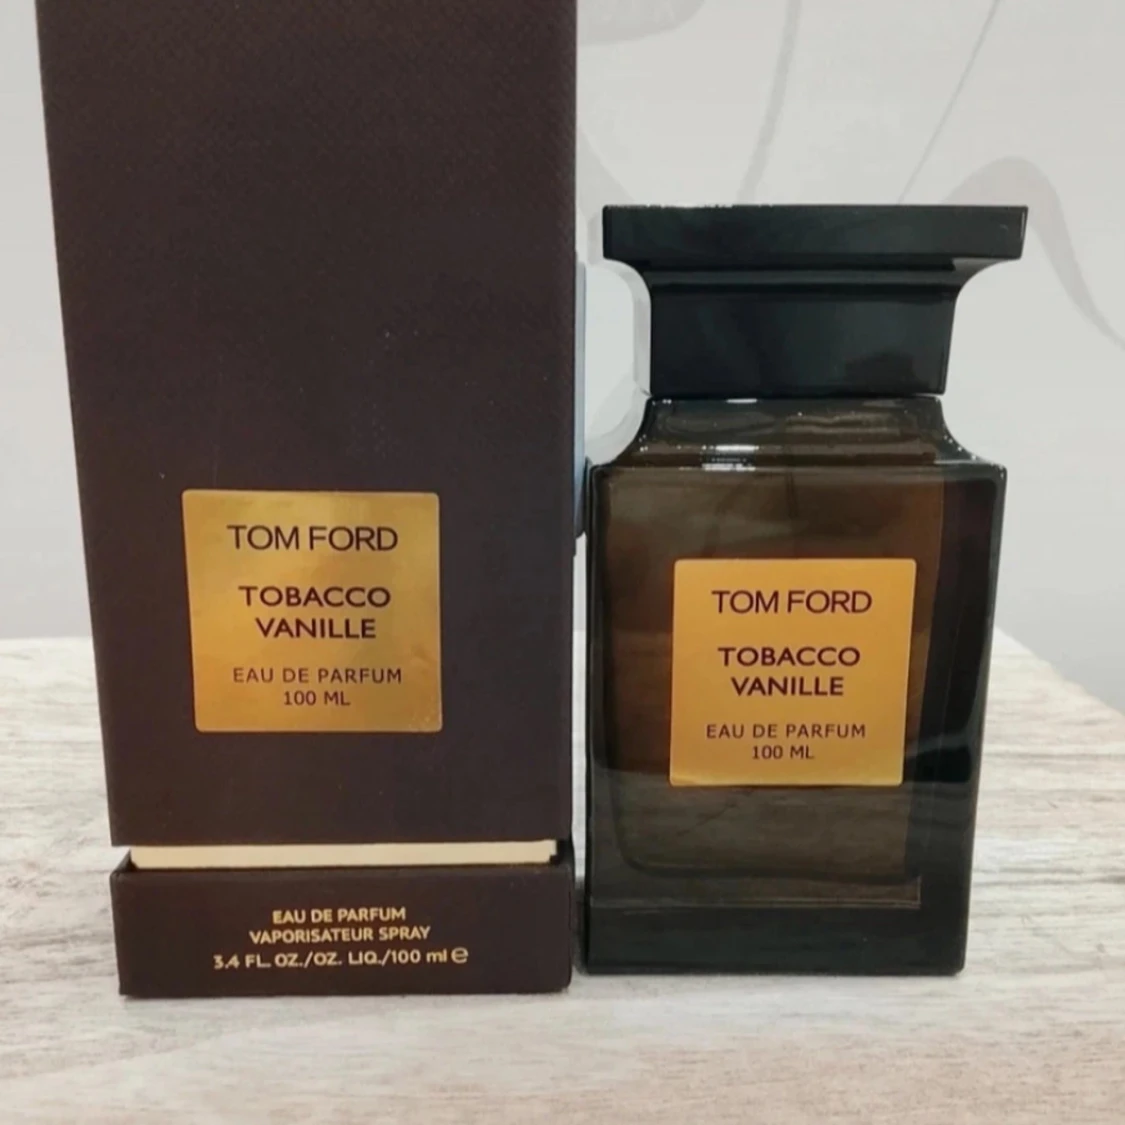 TOM FORD
TOBACCO
VANILLE
EAU DE PARFUM
100 ML
EAU DE PARFUM
VAPORISATEUR SPRAY
3.4 FL. OZ./OZ. LIQ./100 ml ℮
TOM FORD
TOBACCO
VANILLE
EAU DE PARFUM
100 ML